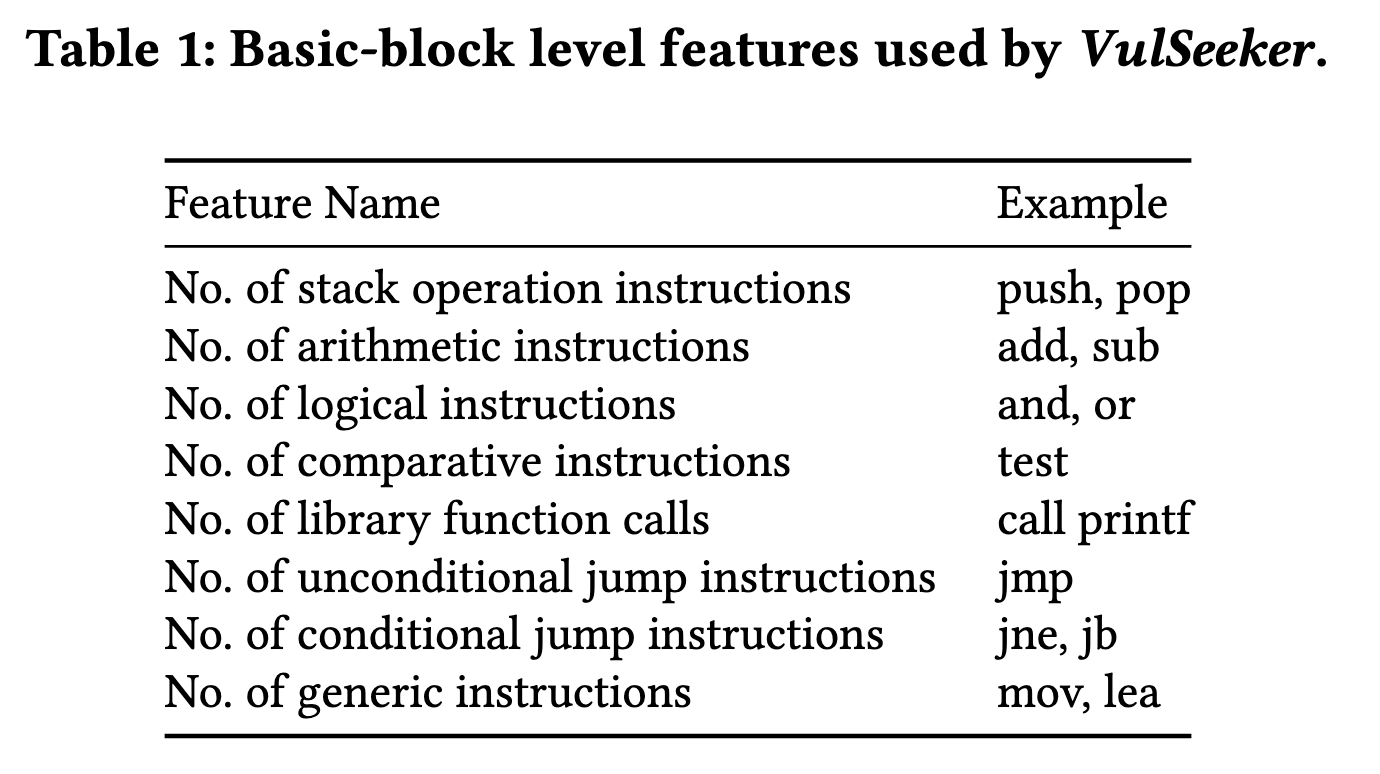 Table 1: Basic-block level features used by VulSeeker.
Feature Name Example
No. of stack operation instructions push, pop
No. of arithmetic instructions add, sub
No. of logical instructions and, or
No. of comparative instructions test
No. of library function calls call printf
No. of unconditional jump instructions jmp
No. of conditional jump instructions jne, jb
No. of generic instructions mov, lea